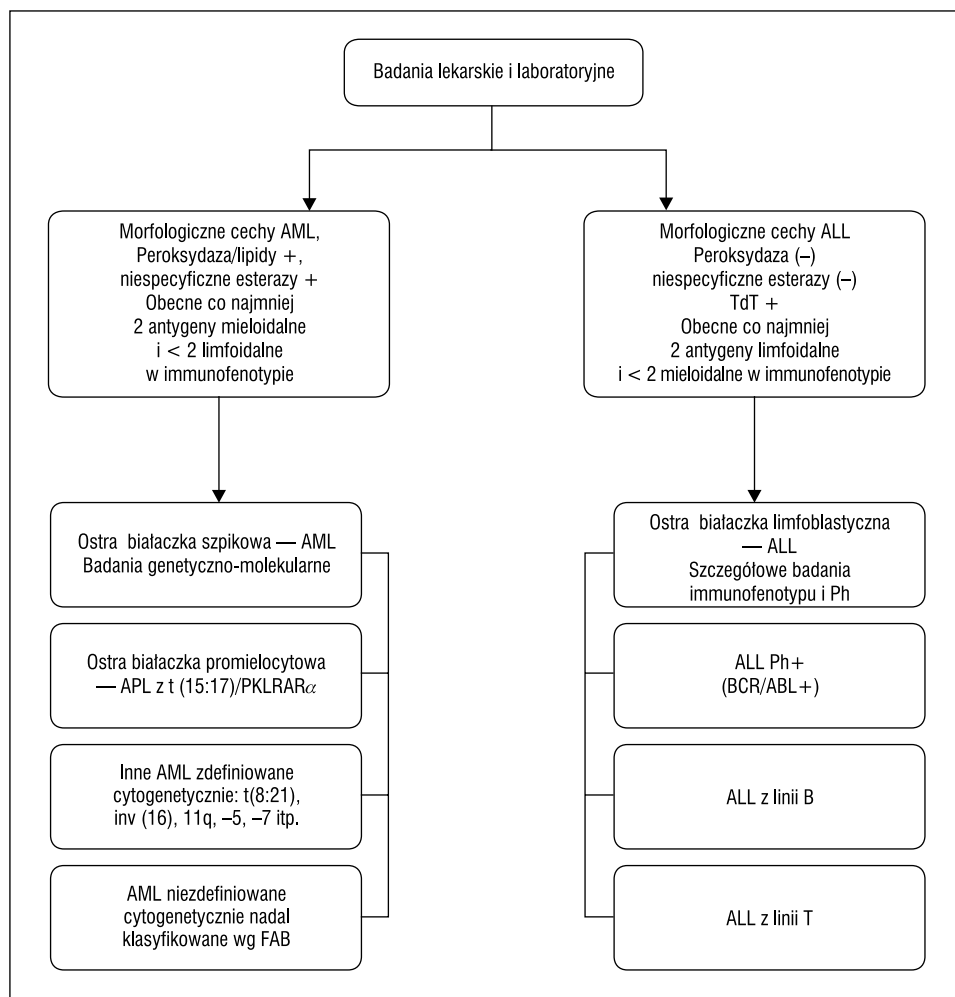 Badania lekarskie i laboratoryjne
Morfologiczne cechy AML,
Peroksydaza/lipidy +,
niespecyficzne esterazy +
Obecne co najmniej
2 antygeny mieloidalne
i < 2 limfoidalne
w immunofenotypie
Morfologiczne cechy ALL
Peroksydaza (–)
niespecyficzne esterazy (–)
TdT +
Obecne co najmniej
2 antygeny limfoidalne
i < 2 mieloidalne w immunofenotypie
Ostra białaczka szpikowa — AML
Badania genetyczno-molekularne
Ostra białaczka promielocytowa
— APL z t (15:17)/PKLRARα
Inne AML zdefiniowane
cytogenetycznie: t(8:21),
inv (16), 11q, –5, –7 itp.
AML niezdefiniowane
cytogenetycznie nadal
klasyfikowane wg FAB
Ostra białaczka limfoblastyczna
— ALL
Szczegółowe badania
immunofenotypu i Ph
ALL Ph+
(BCR/ABL+)
ALL z linii B
ALL z linii T